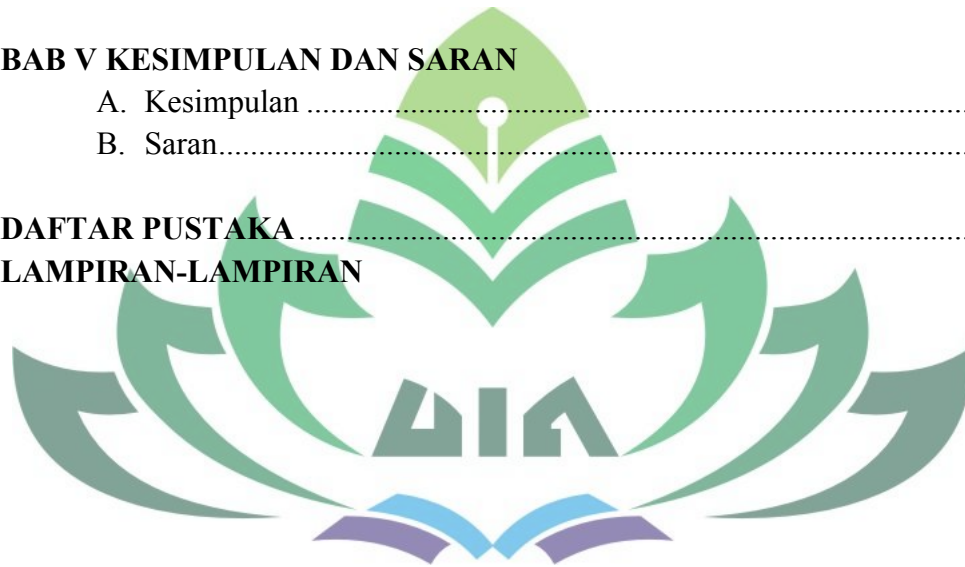 BAB V KESIMPULAN DAN SARAN
A. Kesimpulan ...................................................................................
B. Saran..............................................................................................
DAFTAR PUSTAKA ....................................................................................
LAMPIRAN-LAMPIRAN
UIN